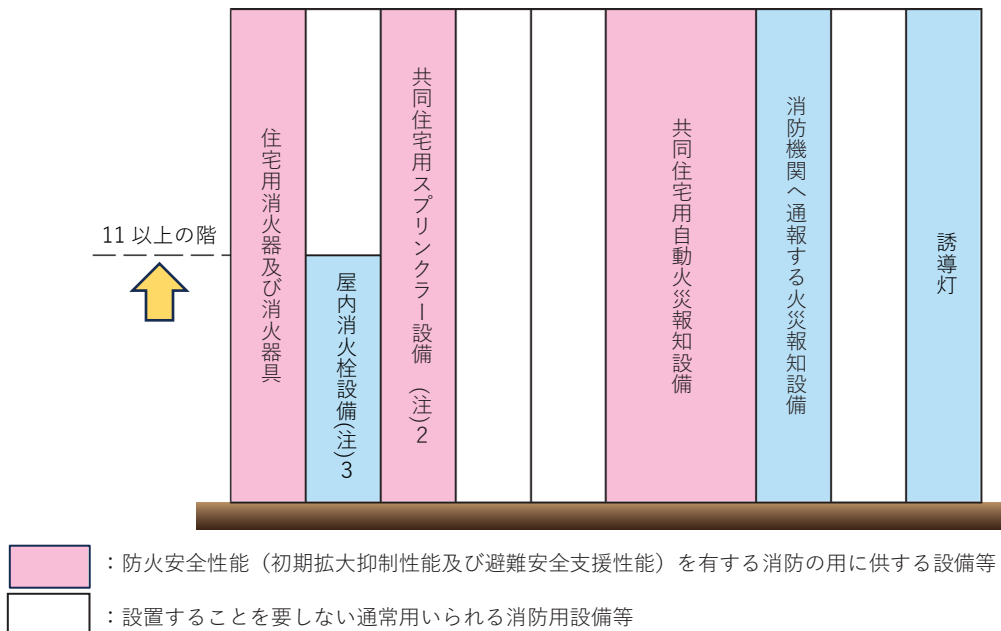 11 以上の階
住宅用消火器及び消火器具
屋内消火栓設備(注)3
共同住宅用スプリンクラー設備 (注)2
共同住宅用自動火災報知設備
消防機関へ通報する火災報知設備
誘導灯
：防火安全性能（初期拡大抑制性能及び避難安全支援性能）を有する消防の用に供する設備等
：設置することを要しない通常用いられる消防用設備等